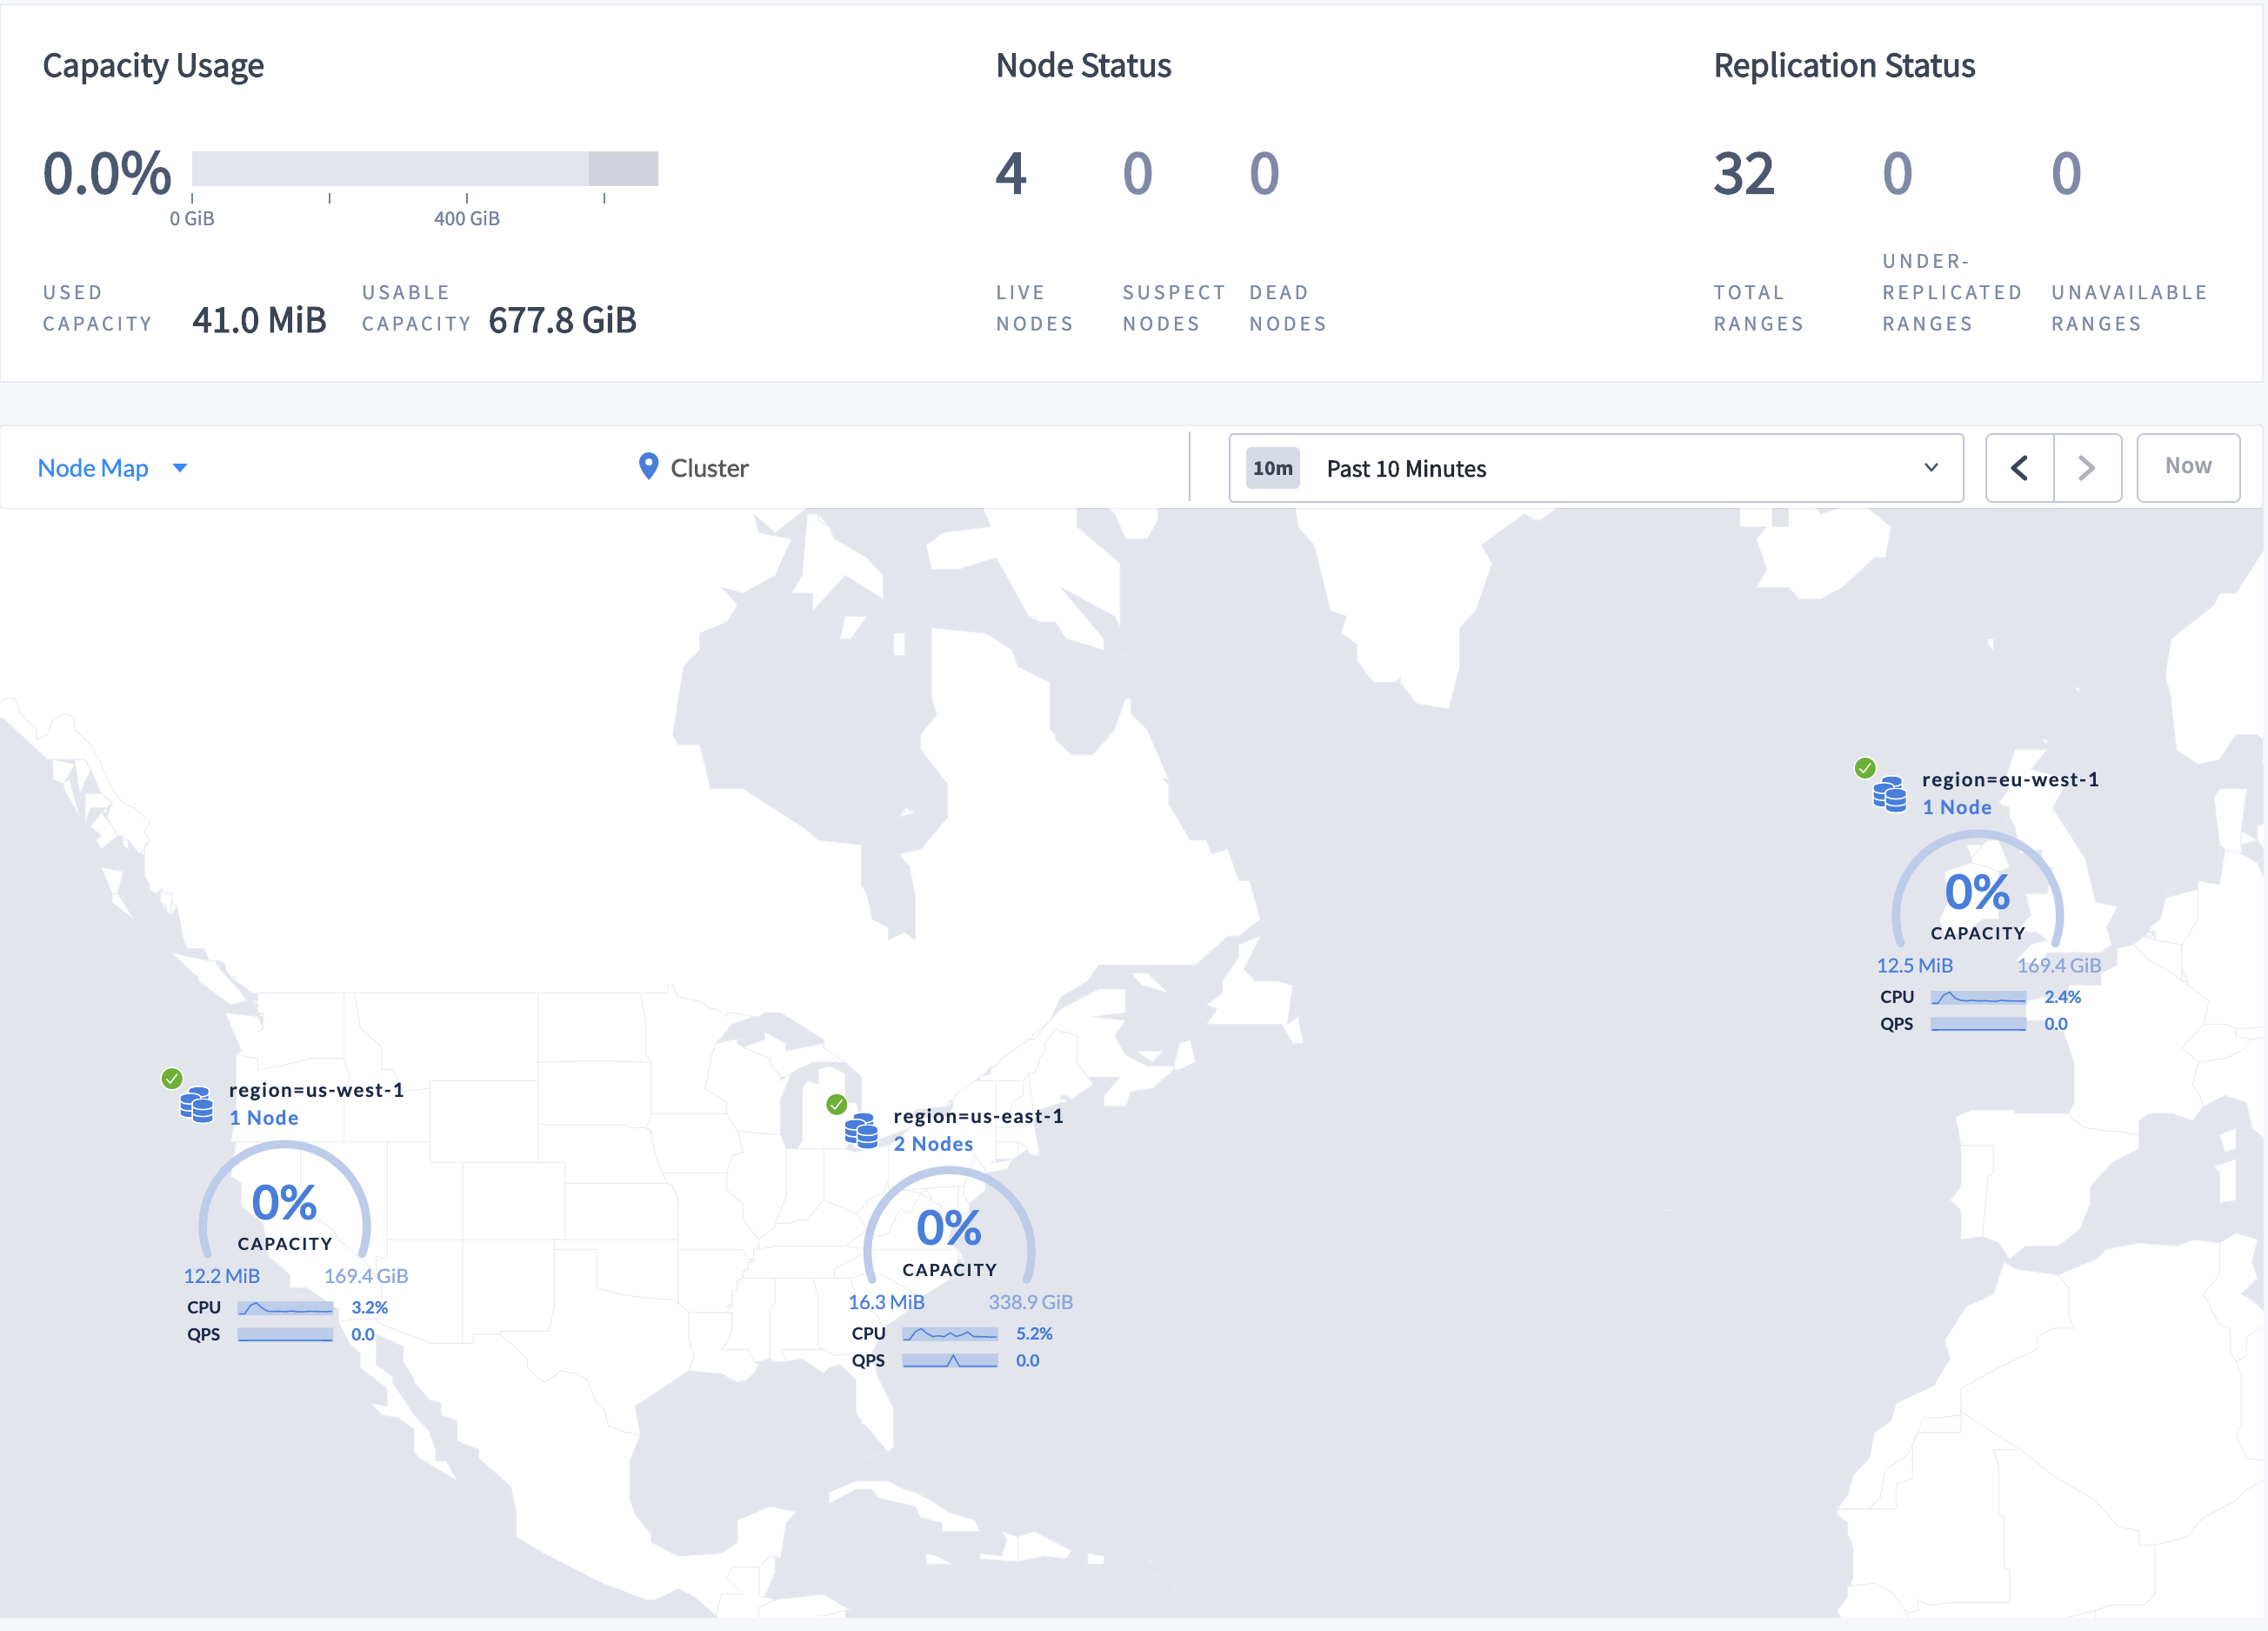 Capacity Usage
0.0%
0 GiB
400 GiB
USED
CAPACITY
41.0 MiB
USABLE
CAPACITY
677.8 GiB
Node Status
4
0
0
LIVE
NODES
SUSPECT
NODES
DEAD
NODES
Replication Status
32
0
0
TOTAL
RANGES
UNDER-
REPLICATED
RANGES
UNAVAILABLE
RANGES
Node Map
Cluster
10m
Past 10 Minutes
Now
region=eu-west-1
1 Node
0%
CAPACITY
12.5 MiB
169.4 GiB
CPU
2.4%
QPS
0.0
region=us-west-1
1 Node
0%
CAPACITY
12.2 MiB
169.4 GiB
CPU
3.2%
QPS
0.0
region=us-east-1
2 Nodes
0%
CAPACITY
16.3 MiB
338.9 GiB
CPU
5.2%
QPS
0.0